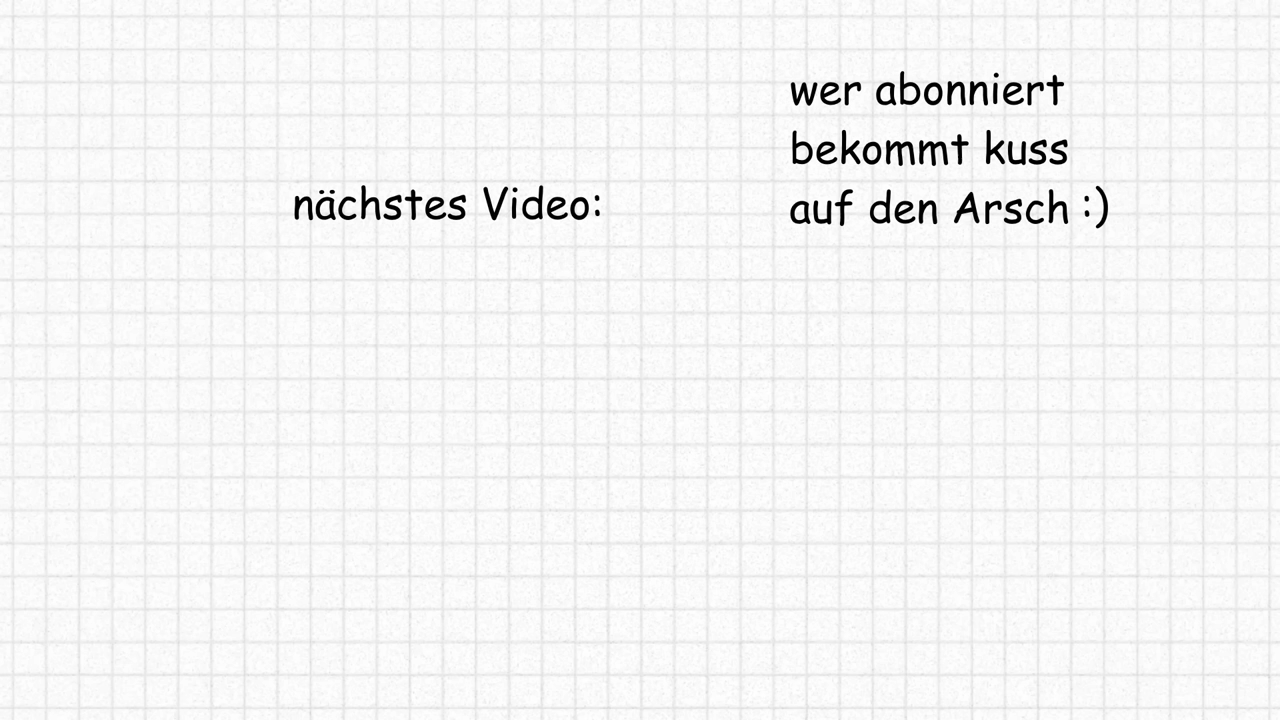 nächstes Video:
wer abonniert
bekommt kuss
auf den Arsch :)